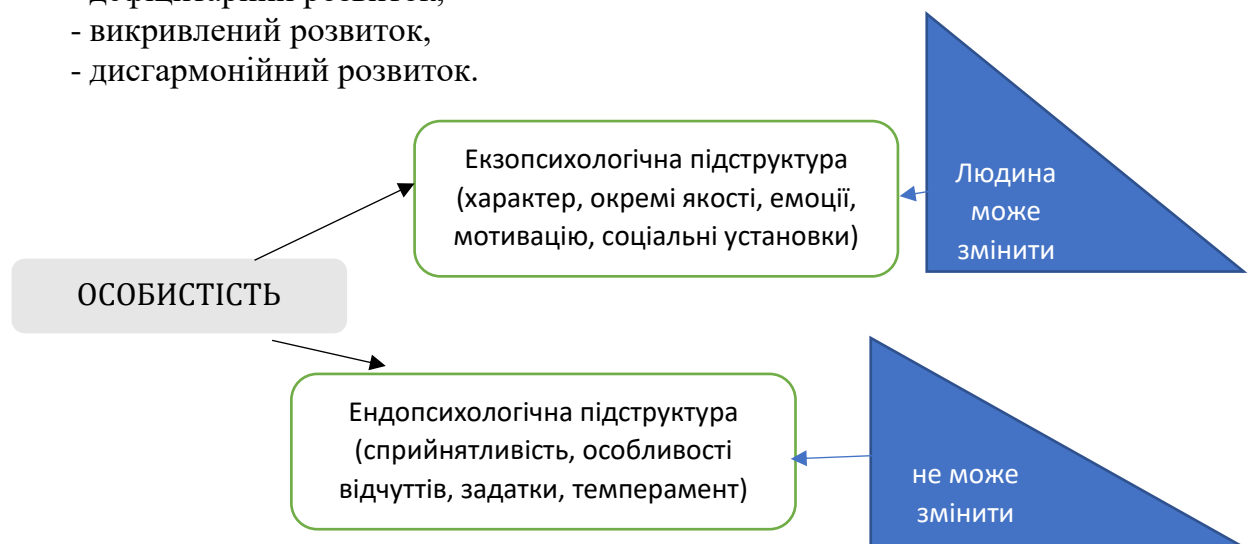 - викривлений розвиток,
- дисгармонійний розвиток.
Екзопсихологічна підструктура
(характер, окремі якості, емоції,
мотивацію, соціальні установки)
Людина
може
змінити
ОСОБИСТІСТЬ
Ендопсихологічна підструктура
(сприйнятливість, особливості
відчуттів, задатки, темперамент)
не може
змінити